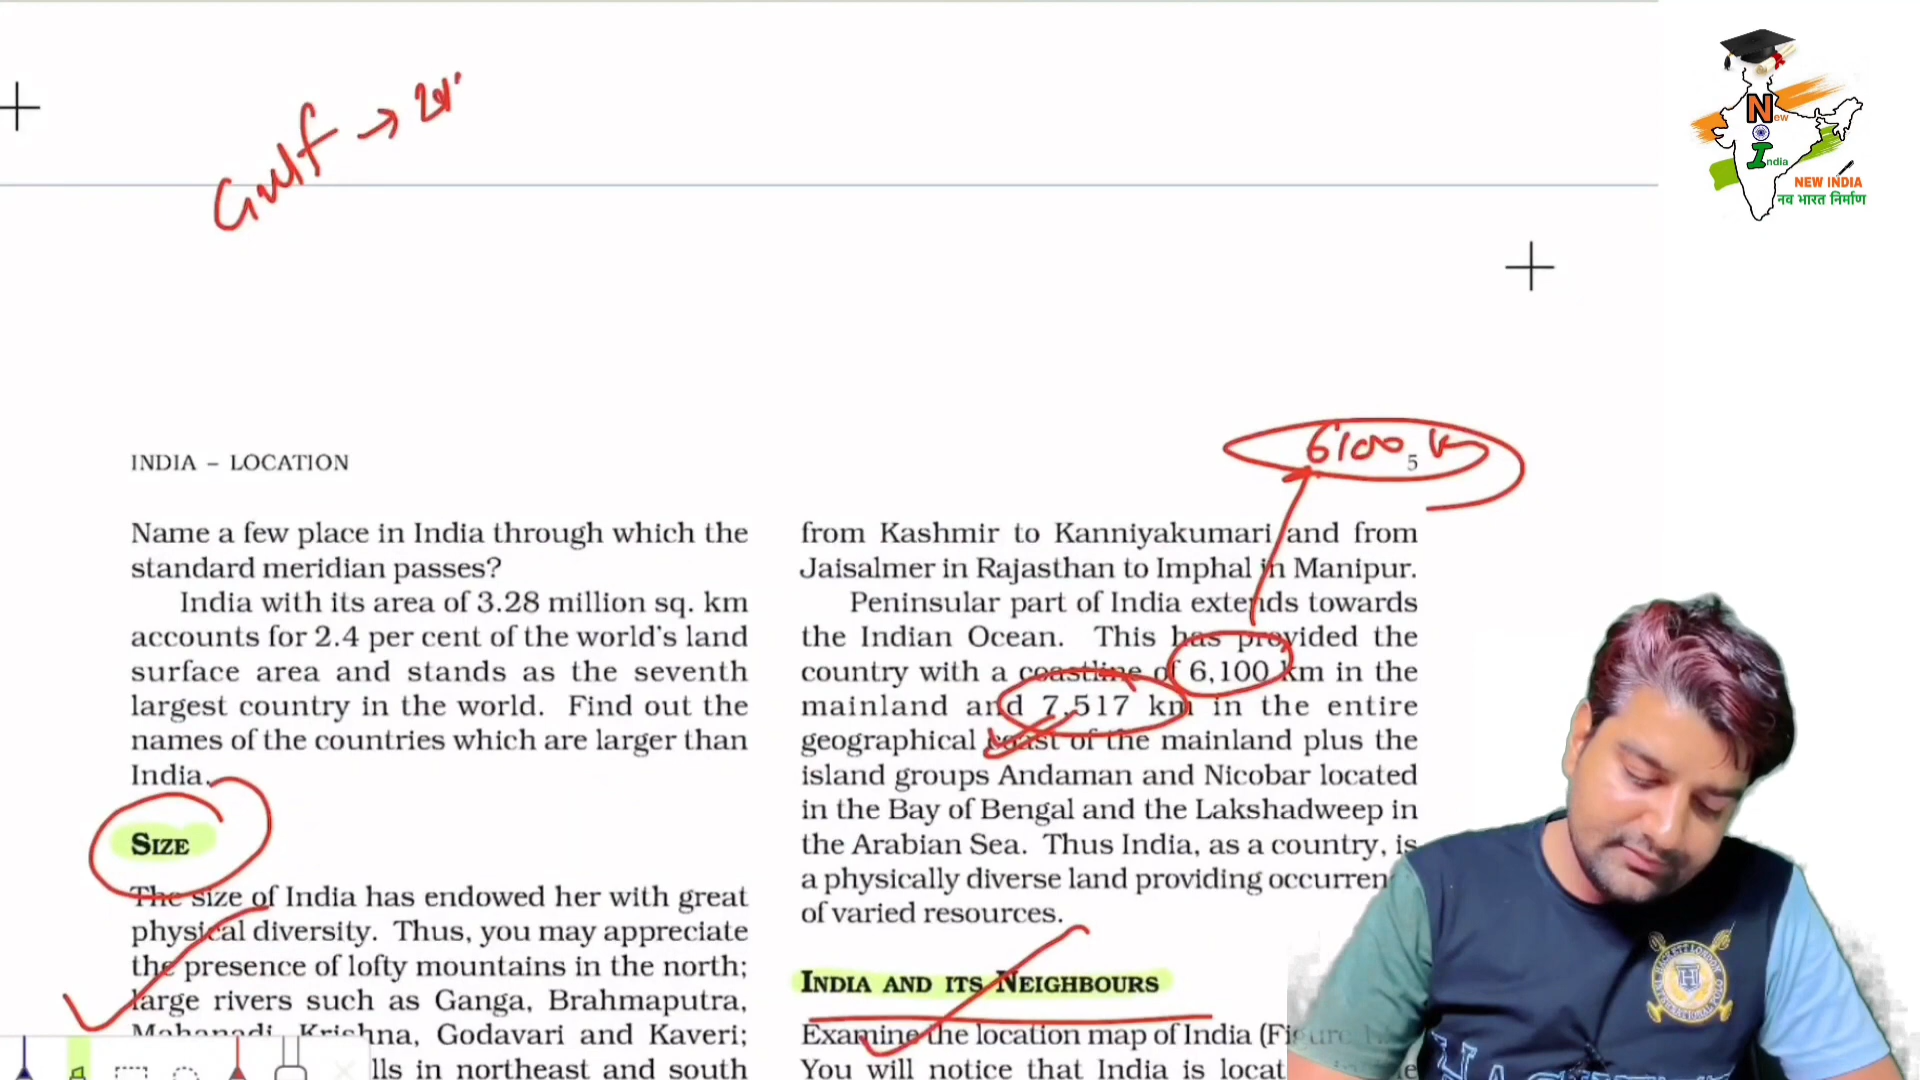 Gulf →
New
India
NEW INDIA
नव भारत निर्माण
6100 K
INDIA – LOCATION
5
Name a few place in India through which the
standard meridian passes?
India with its area of 3.28 million sq. km
accounts for 2.4 per cent of the world's land
surface area and stands as the seventh
largest country in the world. Find out the
names of the countries which are larger than
India.
SIZE
The size of India has endowed her with great
physical diversity. Thus, you may appreciate
the presence of lofty mountains in the north;
large rivers such as Ganga, Brahmaputra,
Mahanadi, Krishna, Godavari and Kaveri;
lls in northeast and south
from Kashmir to Kanniyakumari and from
Jaisalmer in Rajasthan to Imphal in Manipur.
Peninsular part of India extends towards
the Indian Ocean. This has provided the
country with a coastline of 6,100 km in the
mainland and 7,517 km in the entire
geographical coast of the mainland plus the
island groups Andaman and Nicobar located
in the Bay of Bengal and the Lakshadweep in
the Arabian Sea. Thus India, as a country, is
a physically diverse land providing occurren
of varied resources.
INDIA AND ITS NEIGHBOURS
Examine the location map of India (Figure 1.
You will notice that India is locat
H